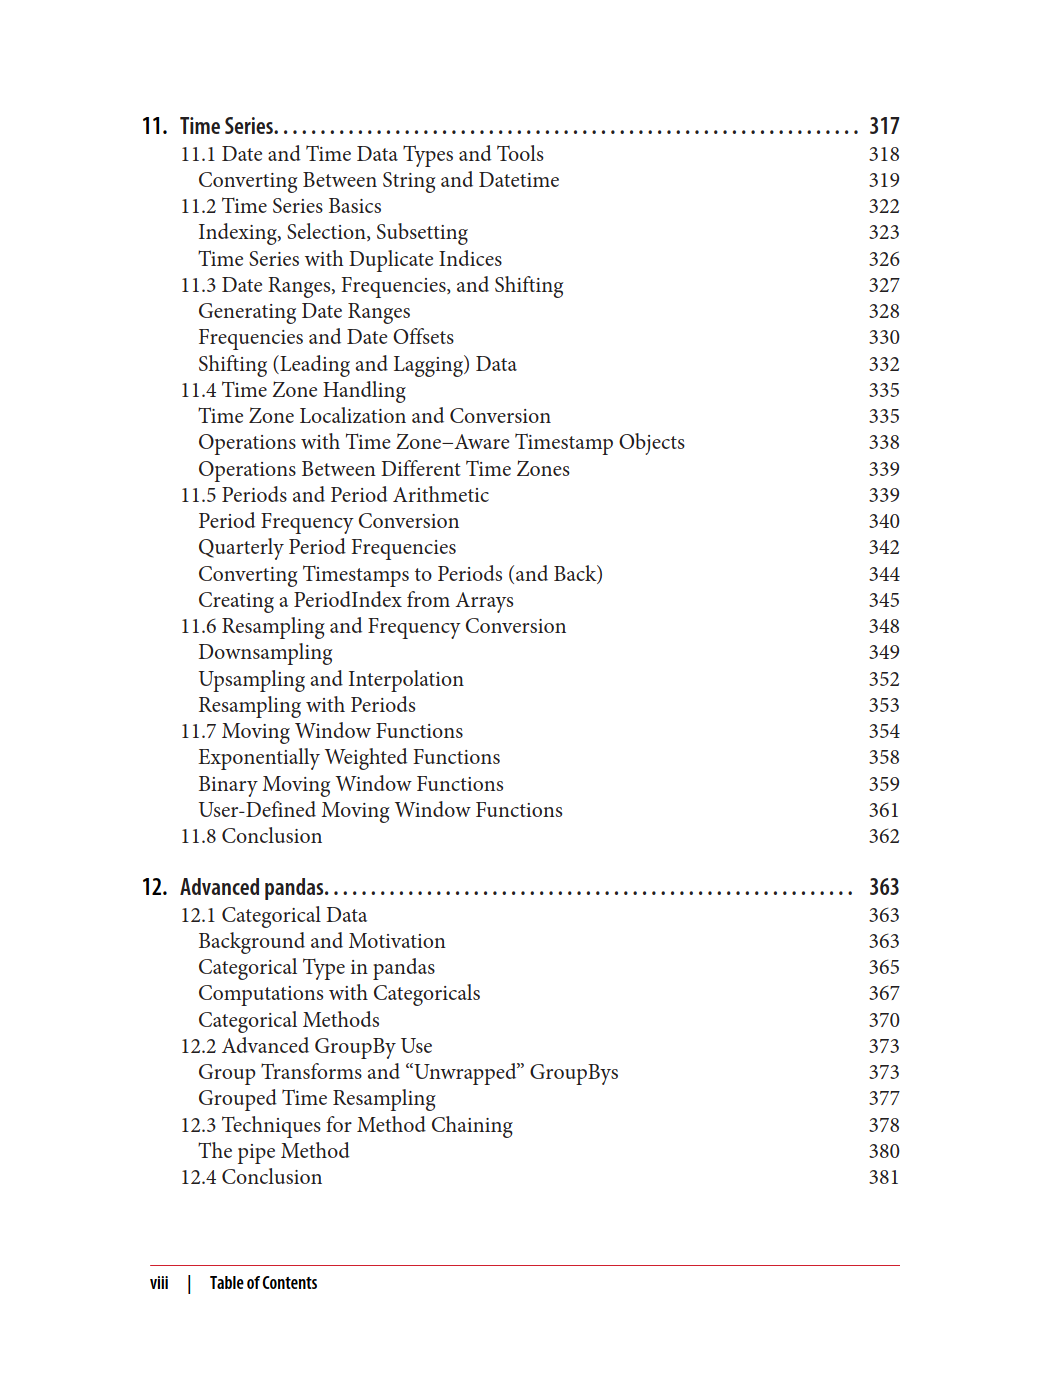 11. Time Series. . . . . . . . . . . . . . . . . . . . . . . . . . . . . . . . . . . . . . . . . . . . . . . . . . . . . . . . . . . . . . 317
11.1 Date and Time Data Types and Tools 318
Converting Between String and Datetime 319
11.2 Time Series Basics 322
Indexing, Selection, Subsetting 323
Time Series with Duplicate Indices 326
11.3 Date Ranges, Frequencies, and Shifting 327
Generating Date Ranges 328
Frequencies and Date Offsets 330
Shifting (Leading and Lagging) Data 332
11.4 Time Zone Handling 335
Time Zone Localization and Conversion 335
Operations with Time Zone−Aware Timestamp Objects 338
Operations Between Different Time Zones 339
11.5 Periods and Period Arithmetic 339
Period Frequency Conversion 340
Quarterly Period Frequencies 342
Converting Timestamps to Periods (and Back) 344
Creating a PeriodIndex from Arrays 345
11.6 Resampling and Frequency Conversion 348
Downsampling 349
Upsampling and Interpolation 352
Resampling with Periods 353
11.7 Moving Window Functions 354
Exponentially Weighted Functions 358
Binary Moving Window Functions 359
User-Defined Moving Window Functions 361
11.8 Conclusion 362
12. Advanced pandas. . . . . . . . . . . . . . . . . . . . . . . . . . . . . . . . . . . . . . . . . . . . . . . . . . . . . . . . . 363
12.1 Categorical Data 363
Background and Motivation 363
Categorical Type in pandas 365
Computations with Categoricals 367
Categorical Methods 370
12.2 Advanced GroupBy Use 373
Group Transforms and “Unwrapped” GroupBys 373
Grouped Time Resampling 377
12.3 Techniques for Method Chaining 378
The pipe Method 380
12.4 Conclusion 381
viii | Table of Contents